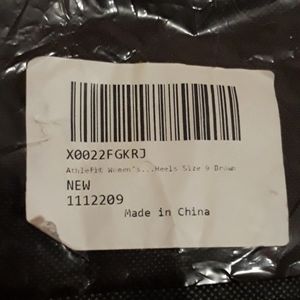 X0022FGKRJ
AthleFit Women's...Heels Size 9 Brown
NEW
1112209
Made in China